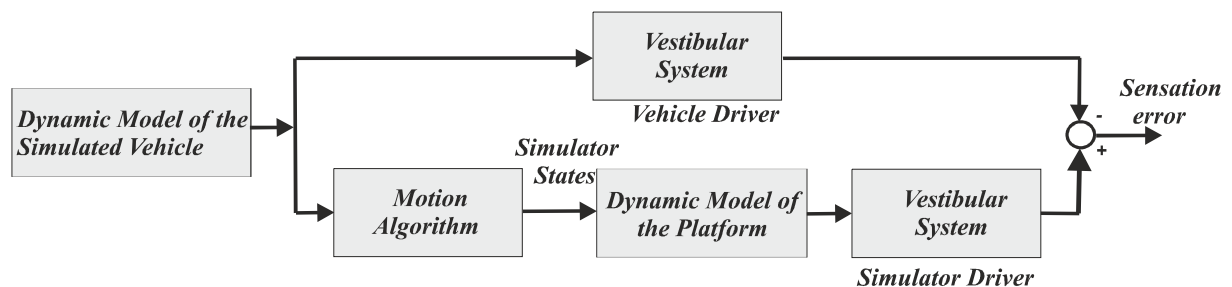 Vestibular
System
Vehicle Driver
Sensation
error
-
+
Dynamic Model of the
Simulated Vehicle
Simulator
States
Motion
Algorithm
Dynamic Model of
the Platform
Vestibular
System
Simulator Driver